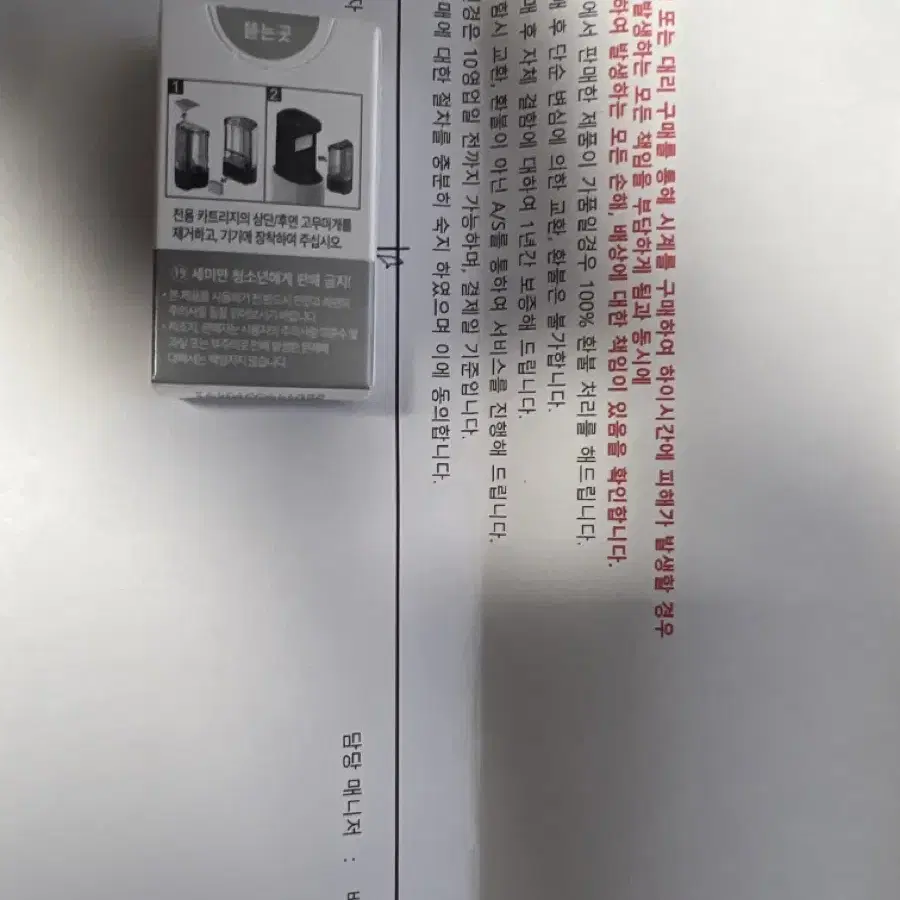 뜯는곳
1 2
전용 카트리지의 상단/후면 고무마개를
제거하고, 기기에 장착하여 주십시오
19 세미만 청소년에게 판매 금지!
자
또는 대리 구매를 통해 시계를 구매하여 하이시간에 피해가 발생할 경우
발생하는 모든 책임을 부담하게 됨과 동시에
하여 발생하는 모든 손해, 배상에 대한 책임이 있음을 확인합니다.
에서 판매한 제품이 가품일경우 100% 환불 처리를 해드립니다.
후 단순 변심에 의한 교환, 환불은 불가합니다.
매 후 자체 결함에 대하여 1년간 보증해 드립니다.
함시 교환, 환불이 아닌 A/S를 통하여 서비스를 진행해 드립니다.
경은 10영업일 전까지 가능하며, 결제일 기준입니다.
매에 대한 절차를 충분히 숙지 하였으며 이에 동의합니다.
담당 매니저 :